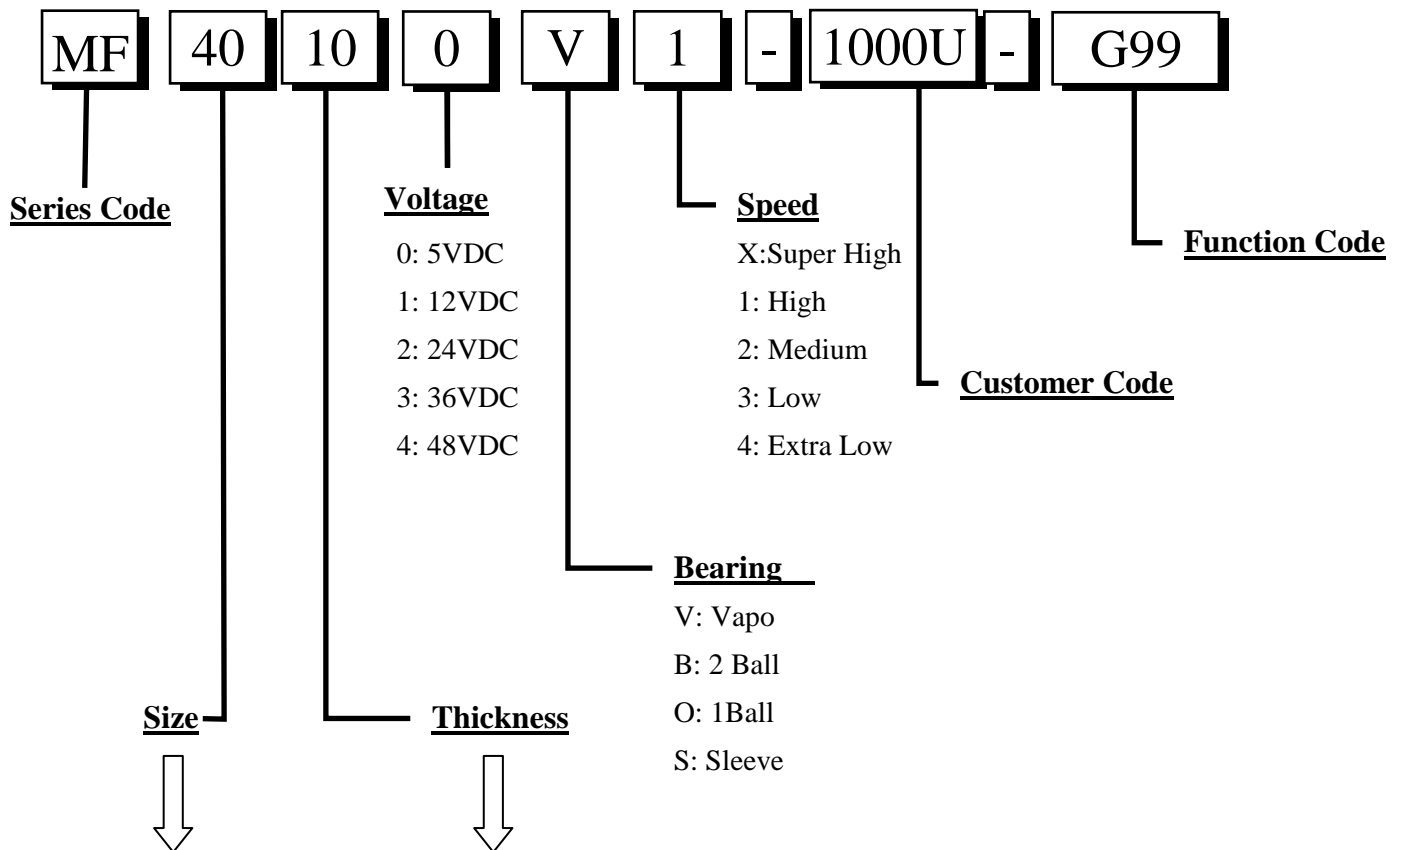 MF 40 10 0 V 1 - 1000U - G99
Series Code
Voltage
0: 5VDC
1: 12VDC
2: 24VDC
3: 36VDC
4: 48VDC
Speed
X:Super High
1: High
2: Medium
3: Low
4: Extra Low
Function Code
Customer Code
Bearing
V: Vapo
B: 2 Ball
O: 1Ball
S: Sleeve
Size
Thickness